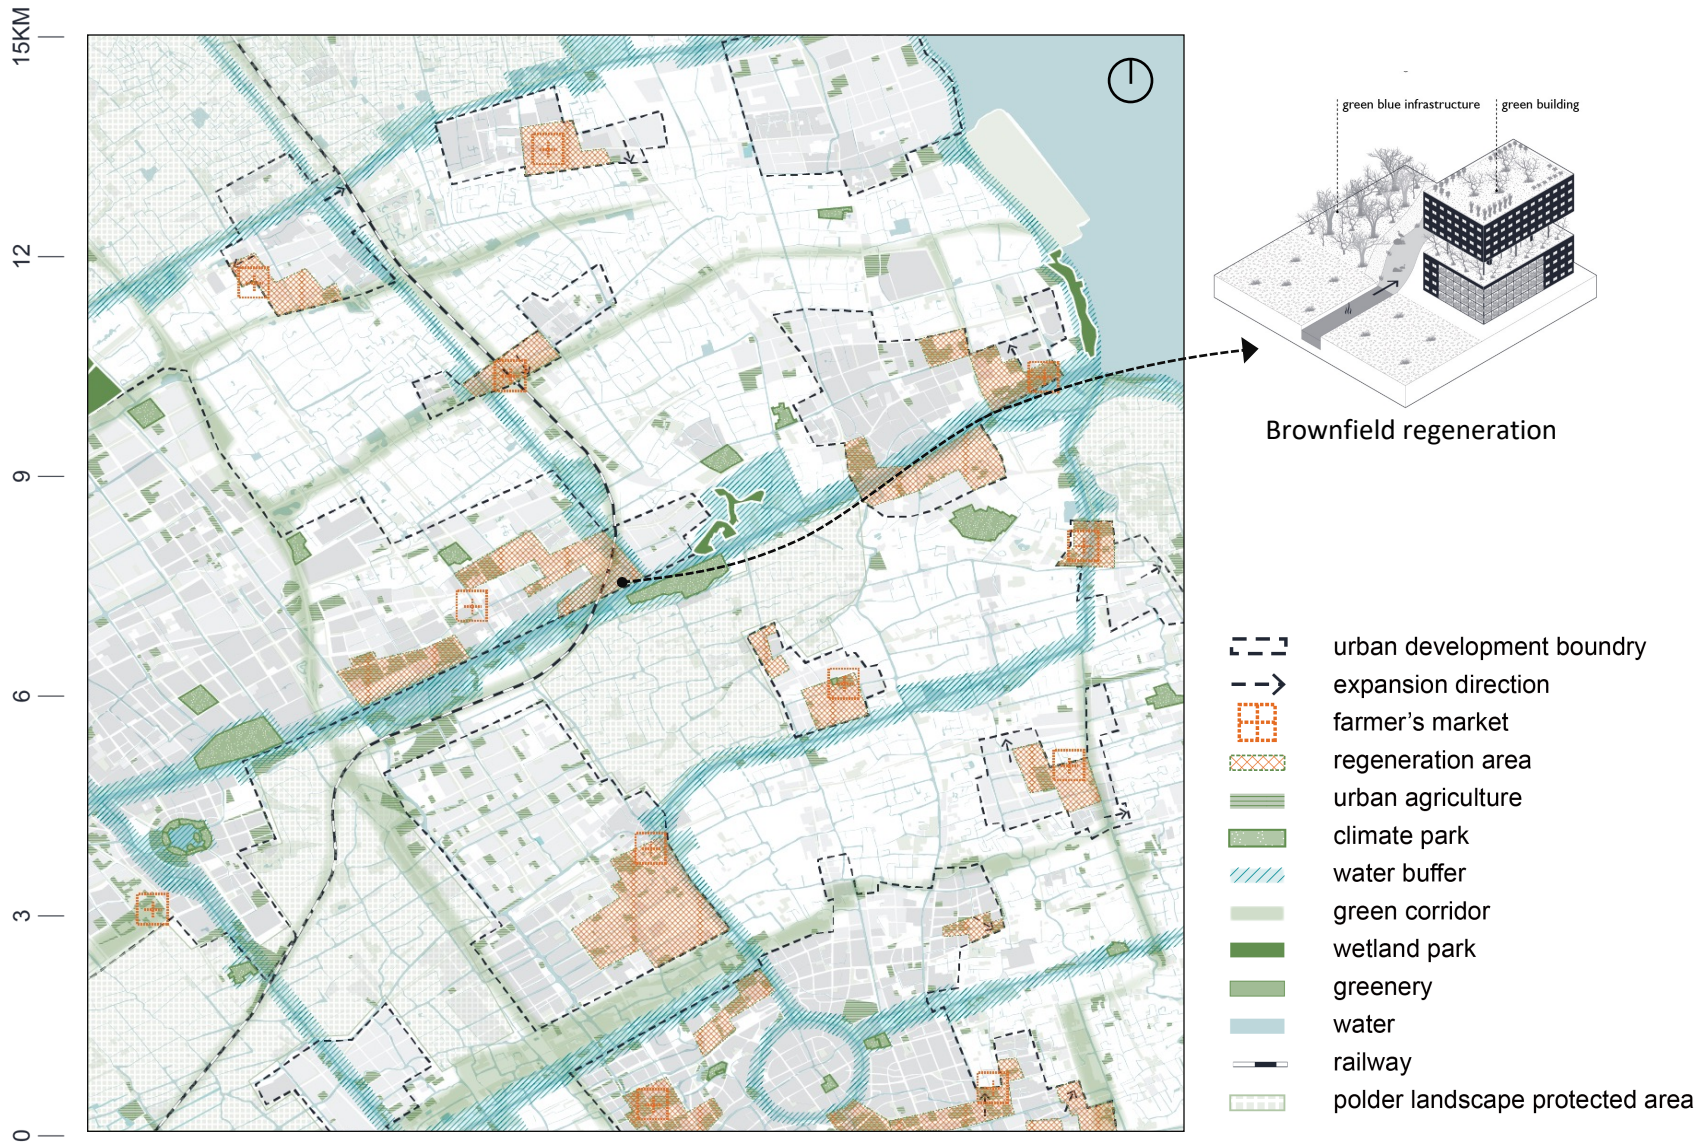 15KM
12
9
6
3
0
green blue infrastructure
green building
Brownfield regeneration
urban development boundry
expansion direction
farmer's market
regeneration area
urban agriculture
climate park
water buffer
green corridor
wetland park
greenery
water
railway
polder landscape protected area